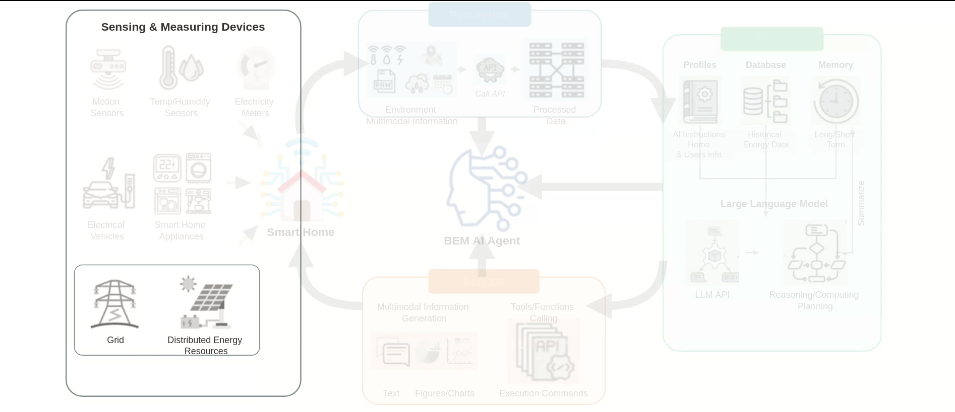 Sensing & Measuring Devices
Motion
Sensors
Temp/Humidity
Sensors
Electricity
Meters
Electrical
Vehicles
Smart Home
Appliances
Grid
Distributed Energy
Resources
Smart Home
Environment
Multimodal Information
Call API
Processed
Data
BEM AI Agent
Multimodal Information
Generation
Tools/Functions
Calling
API
Text
Figures/Charts
Execution Commands
Profiles
Database
Memory
AI Instructions
Home
& Users Info.
Historical
Energy Data
Long/Short
Term
Large Language Model
Summarize
LLM API
Reasoning/Computing
Planning